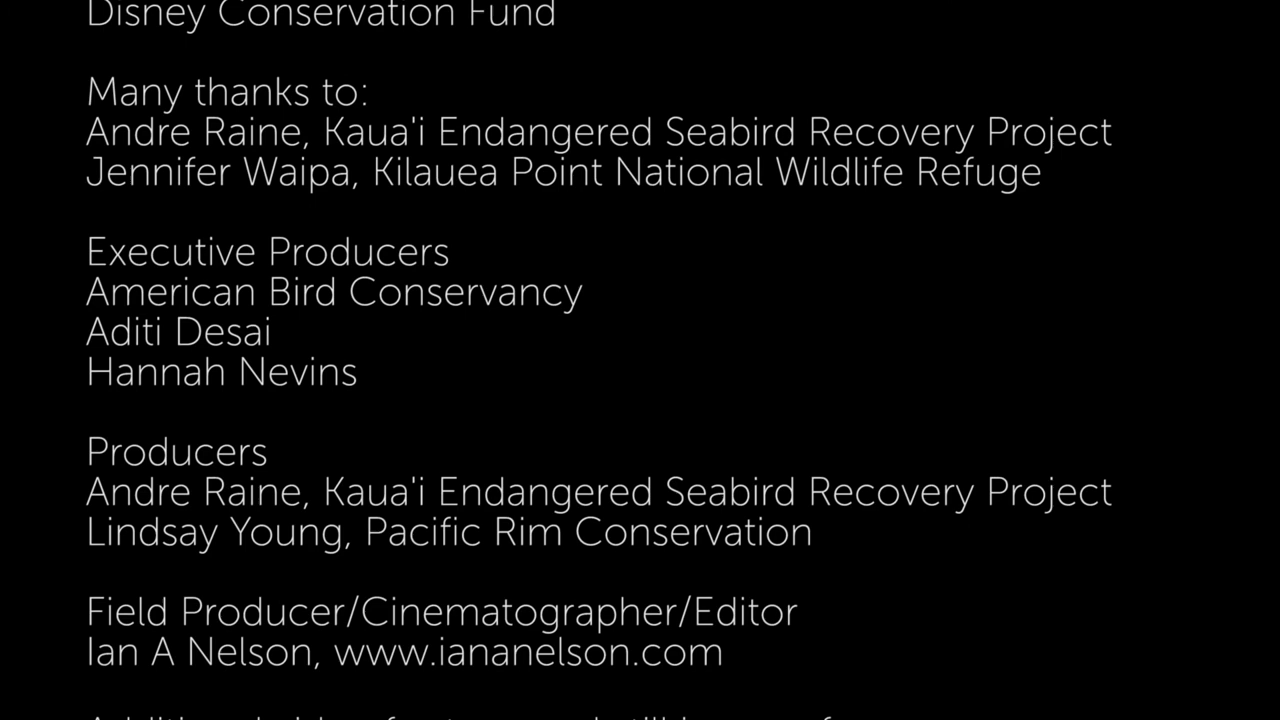 Disney Conservation Fund
Many thanks to:
Andre Raine, Kaua'i Endangered Seabird Recovery Project
Jennifer Waipa, Kilauea Point National Wildlife Refuge
Executive Producers
American Bird Conservancy
Aditi Desai
Hannah Nevins
Producers
Andre Raine, Kaua'i Endangered Seabird Recovery Project
Lindsay Young, Pacific Rim Conservation
Field Producer/Cinematographer/Editor
Ian A Nelson, www.iananelson.com